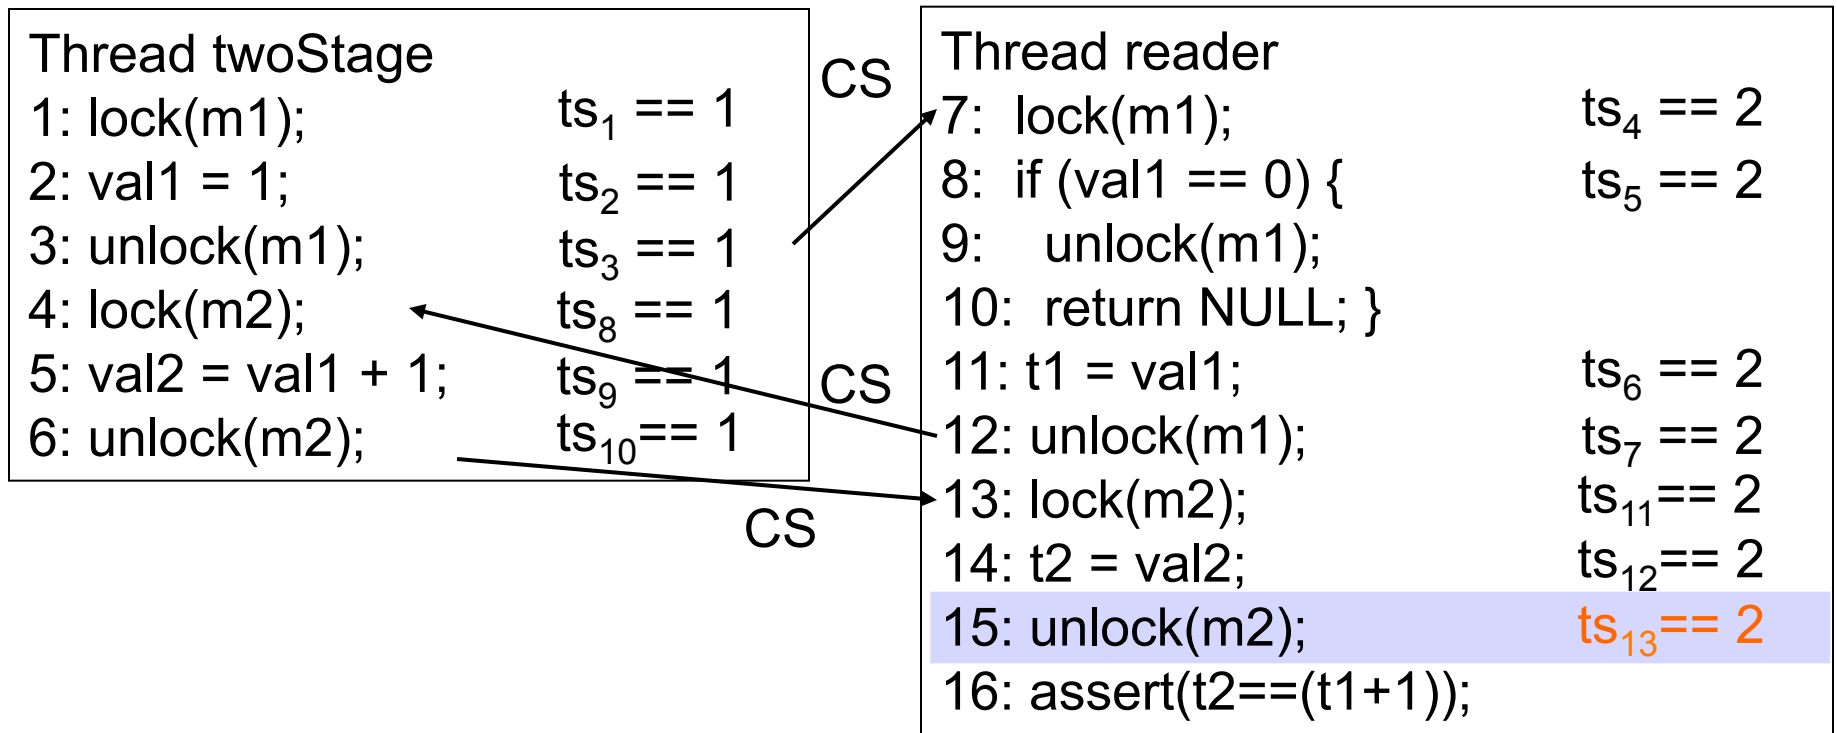 Thread twoStage
1: lock(m1); ts1 == 1
2: val1 = 1; ts2 == 1
3: unlock(m1); ts3 == 1
4: lock(m2); ts8 == 1
5: val2 = val1 + 1; ts9 == 1
6: unlock(m2); ts10== 1
CS
CS
CS
Thread reader
7: lock(m1); ts4 == 2
8: if (val1 == 0) { ts5 == 2
9: unlock(m1);
10: return NULL; }
11: t1 = val1; ts6 == 2
12: unlock(m1); ts7 == 2
13: lock(m2); ts11== 2
14: t2 = val2; ts12== 2
15: unlock(m2); ts13== 2
16: assert(t2==(t1+1));